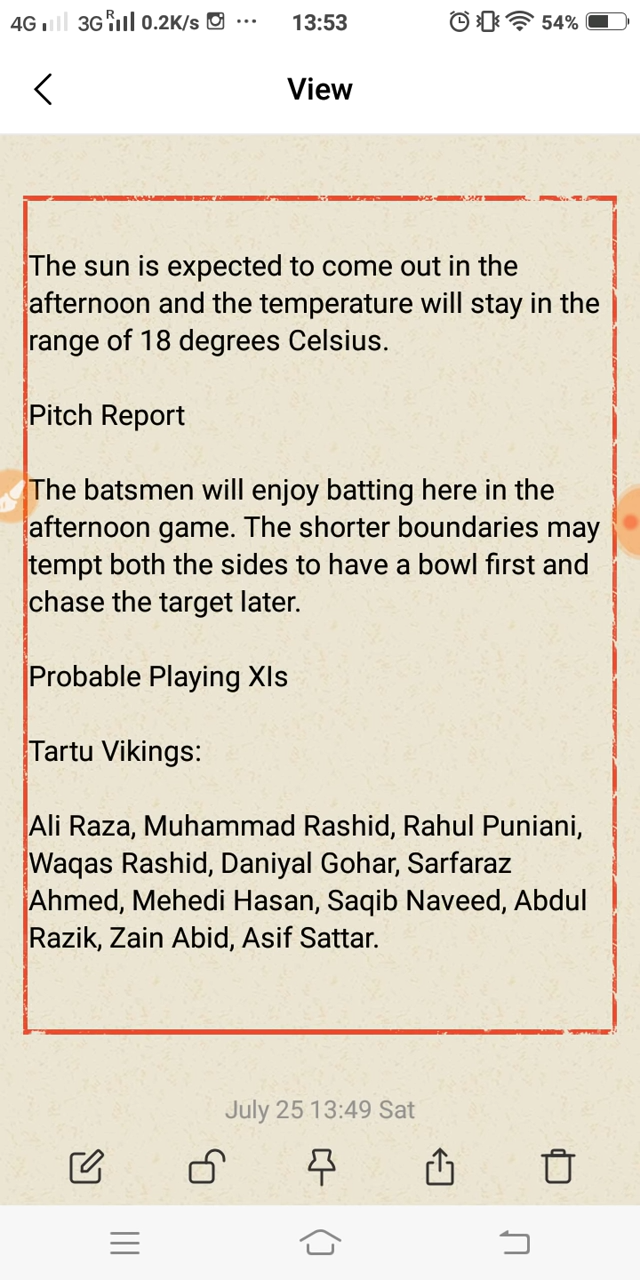 4G 3G R 0.2K/s ... 13:53 54%
View
The sun is expected to come out in the
afternoon and the temperature will stay in the
range of 18 degrees Celsius.
Pitch Report
The batsmen will enjoy batting here in the
afternoon game. The shorter boundaries may
tempt both the sides to have a bowl first and
chase the target later.
Probable Playing XIs
Tartu Vikings:
Ali Raza, Muhammad Rashid, Rahul Puniani,
Waqas Rashid, Daniyal Gohar, Sarfaraz
Ahmed, Mehedi Hasan, Saqib Naveed, Abdul
Razik, Zain Abid, Asif Sattar.
July 25 13:49 Sat